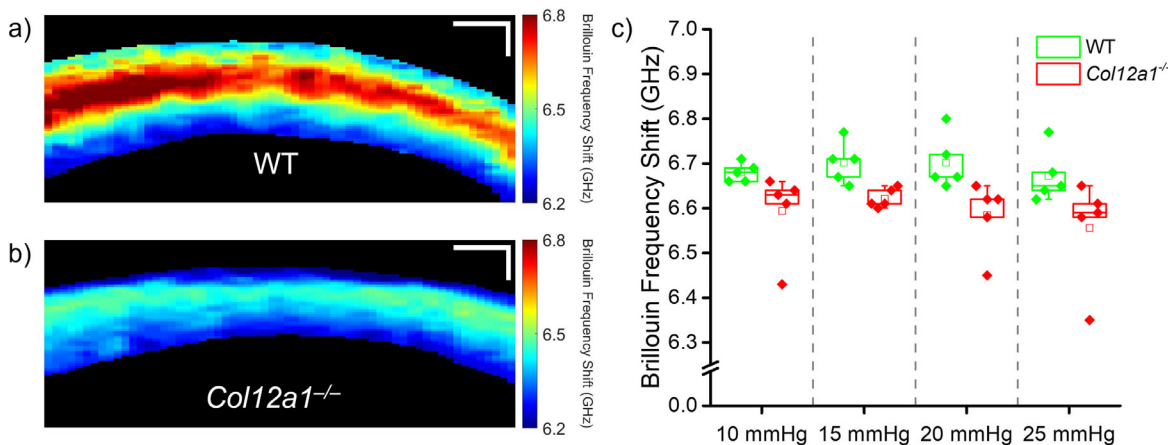 a)
WT
6.8
6.5
6.2
Brillouin Frequency Shift (GHz)
b)
Col12a1⁻/⁻
6.8
6.5
6.2
Brillouin Frequency Shift (GHz)
c)
Brillouin Frequency Shift (GHz)
7.0
6.9
6.8
6.7
6.6
6.5
6.4
6.3
0.0
WT
Col12a1⁻/⁻
10 mmHg
15 mmHg
20 mmHg
25 mmHg